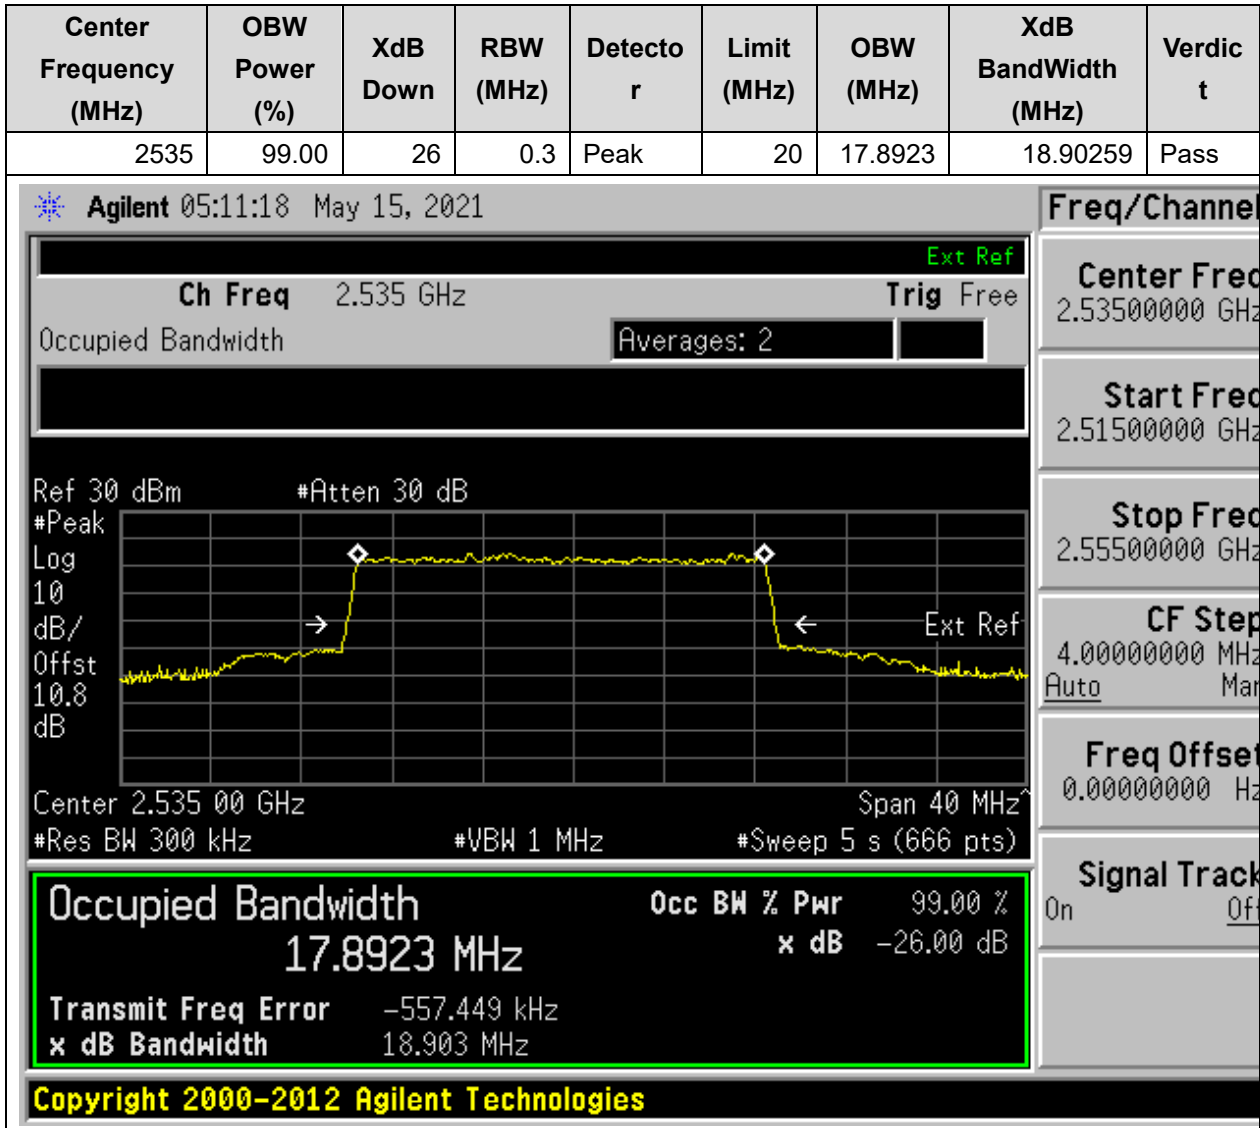 Center Frequency (MHz) OBW Power (%) XdB Down RBW (MHz) Detecto r Limit (MHz) OBW (MHz) XdB BandWidth (MHz) Verdic t
2535 99.00 26 0.3 Peak 20 17.8923 18.90259 Pass
Agilent 05:11:18 May 15, 2021
Freq/Channel
Ext Ref
Ch Freq 2.535 GHz Trig Free
Occupied Bandwidth Averages: 2
Center Freq
2.53500000 GHz
Start Freq
2.51500000 GHz
Stop Freq
2.55500000 GHz
CF Step
4.00000000 MHz
Auto Man
Freq Offset
0.00000000 Hz
Signal Track
On Off
Ref 30 dBm #Atten 30 dB
#Peak
Log
10
dB/
Offst
10.8
dB
Ext Ref
Center 2.535 00 GHz Span 40 MHz^
#Res BW 300 kHz #VBW 1 MHz #Sweep 5 s (666 pts)
Occupied Bandwidth
17.8923 MHz
Occ BW % Pwr 99.00 %
x dB -26.00 dB
Transmit Freq Error -557.449 kHz
x dB Bandwidth 18.903 MHz
Copyright 2000-2012 Agilent Technologies